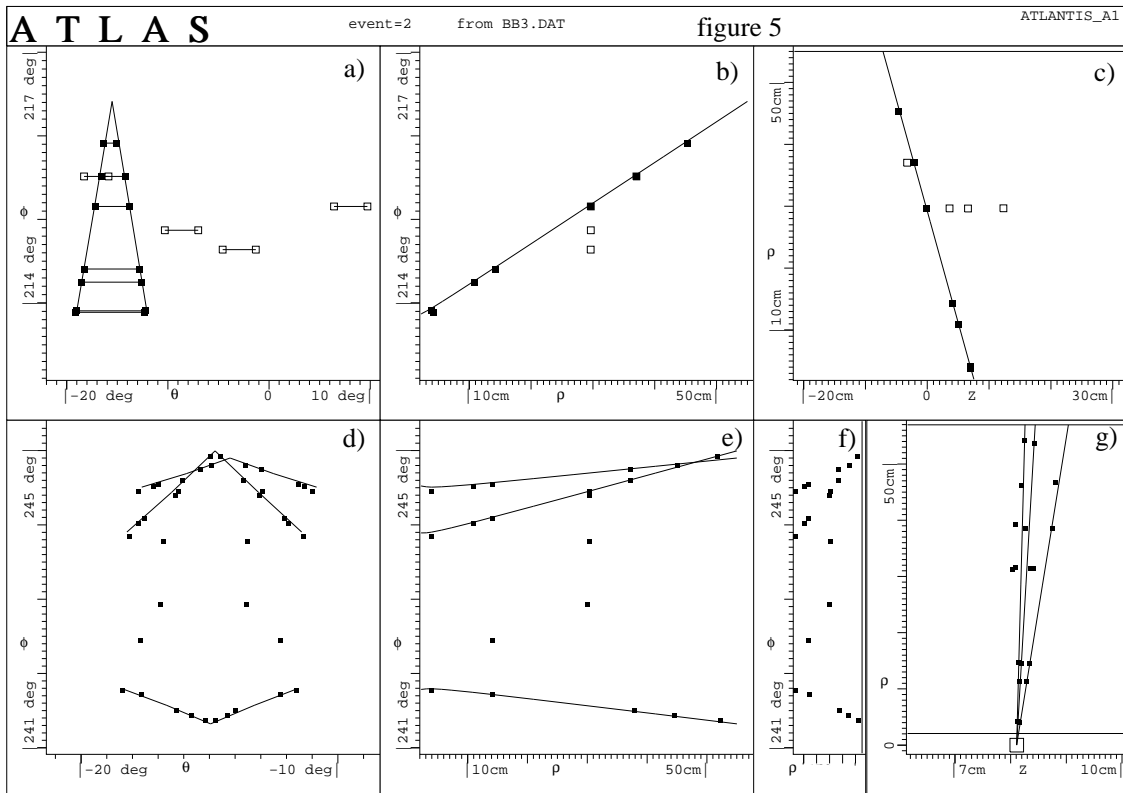 A T L A S event=2 from BB3.DAT figure 5 ATLANTIS_A1
a)
217 deg|
ϕ
214 deg|
|-20 deg θ 0 10 deg|
b)
217 deg|
ϕ
214 deg|
|10cm ρ |50cm
c)
50cm|
ρ
|10cm
|-20cm 0 Z 30cm|
d)
245 deg|
ϕ
241 deg|
|-20 deg θ -10 deg|
e)
245 deg|
ϕ
241 deg|
|10cm ρ 50cm|
f)
245 deg|
ϕ
241 deg|
ρ
g)
50cm|
ρ
0
|7cm Z 10cm|